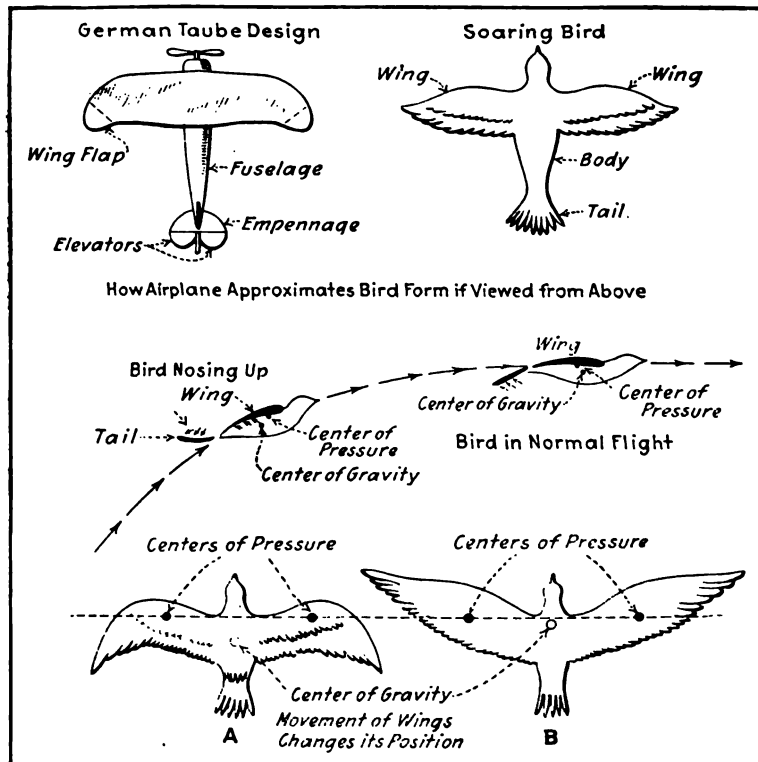 German Taube Design
Soaring Bird
Wing
Wing
Wing Flap
Fuselage
Body
Empennage
Tail.
Elevators
How Airplane Approximates Bird Form if Viewed from Above
Wing
Bird Nosing Up
Wing
Center of Gravity
Center of
Pressure
Tail
Center of
Pressure
Center of Gravity
Bird in Normal Flight
Centers of Pressure
Centers of Pressure
Center of Gravity
Movement of Wings
Changes its Position
A
B